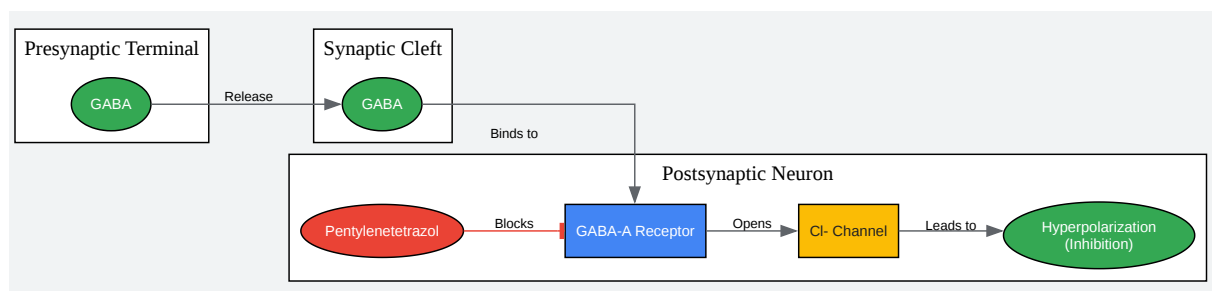 Presynaptic Terminal
Synaptic Cleft
GABA
Release
GABA
Binds to
Postsynaptic Neuron
Pentylenetetrazol
Blocks
GABA-A Receptor
Opens
Cl- Channel
Leads to
Hyperpolarization
(Inhibition)